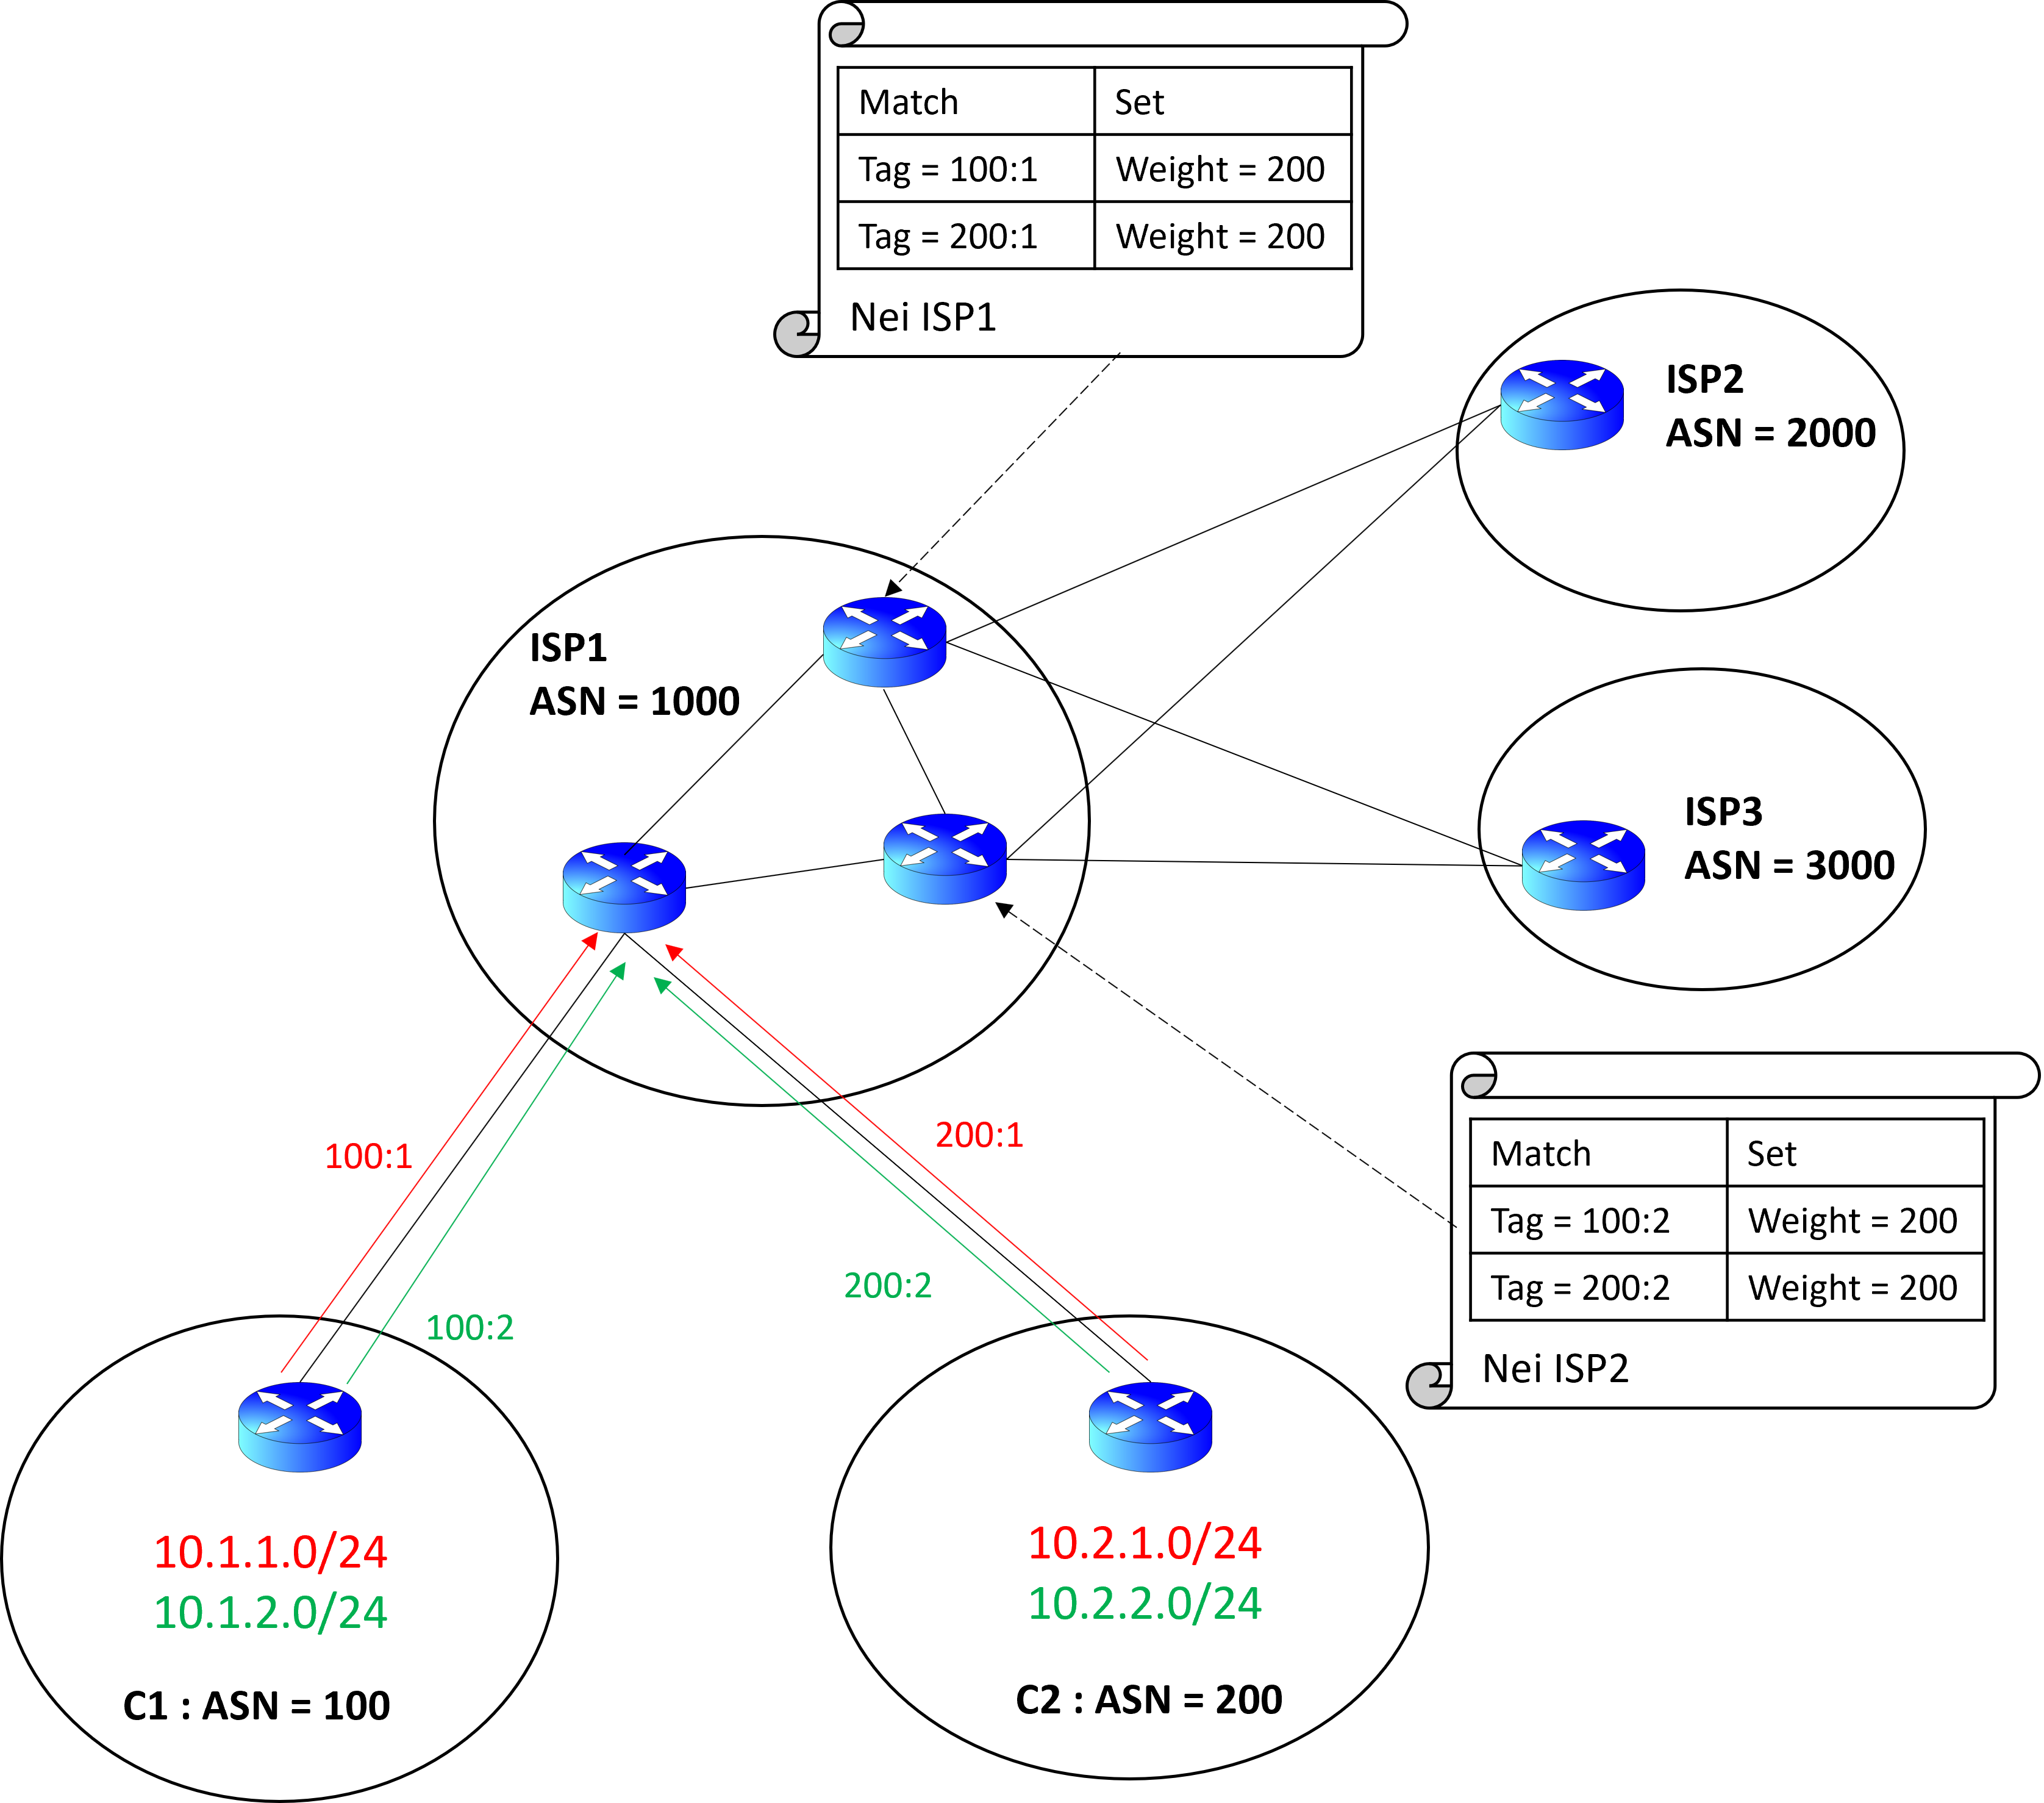 Match Set
Tag = 100:1 Weight = 200
Tag = 200:1 Weight = 200
Nei ISP1
ISP2
ASN = 2000
ISP1
ASN = 1000
ISP3
ASN = 3000
100:1
100:2
200:1
200:2
Match Set
Tag = 100:2 Weight = 200
Tag = 200:2 Weight = 200
Nei ISP2
10.1.1.0/24
10.1.2.0/24
C1 : ASN = 100
10.2.1.0/24
10.2.2.0/24
C2 : ASN = 200